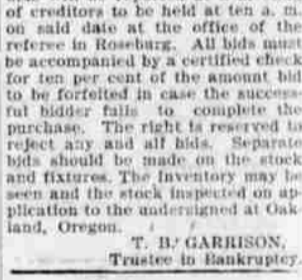 of creditors to be held at ten a. m.
on said date at the office of the
referee in Roseburg. All bids must
be accompanied by a certified check
for ten per cent of the amount bid
to be forfeited in case the success-
ful bidder fails to complete the
purchase. The right is reserved to
reject any and all bids. Separate
bids should be made on the stock
and fixtures. The Inventory may be
seen and the stock inspected on ap-
plication to the undersigned at Oak-
land, Oregon.
T. B. GARRISON,
Trustee in Bankruptcy.